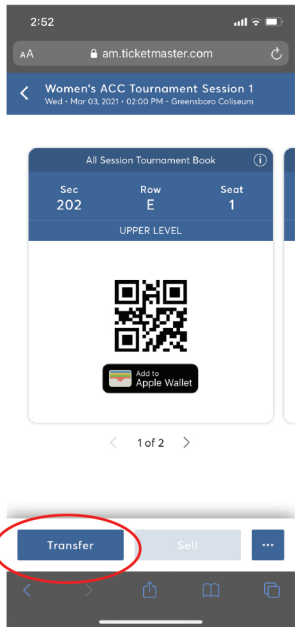 2:52
AA am.ticketmaster.com
Women's ACC Tournament Session 1
Wed • Mar 03, 2021 • 02:00 PM - Greensboro Coliseum
All Session Tournament Book
Sec Row Seat
202 E 1
UPPER LEVEL
Add to
Apple Wallet
1 of 2
Transfer Sell ...